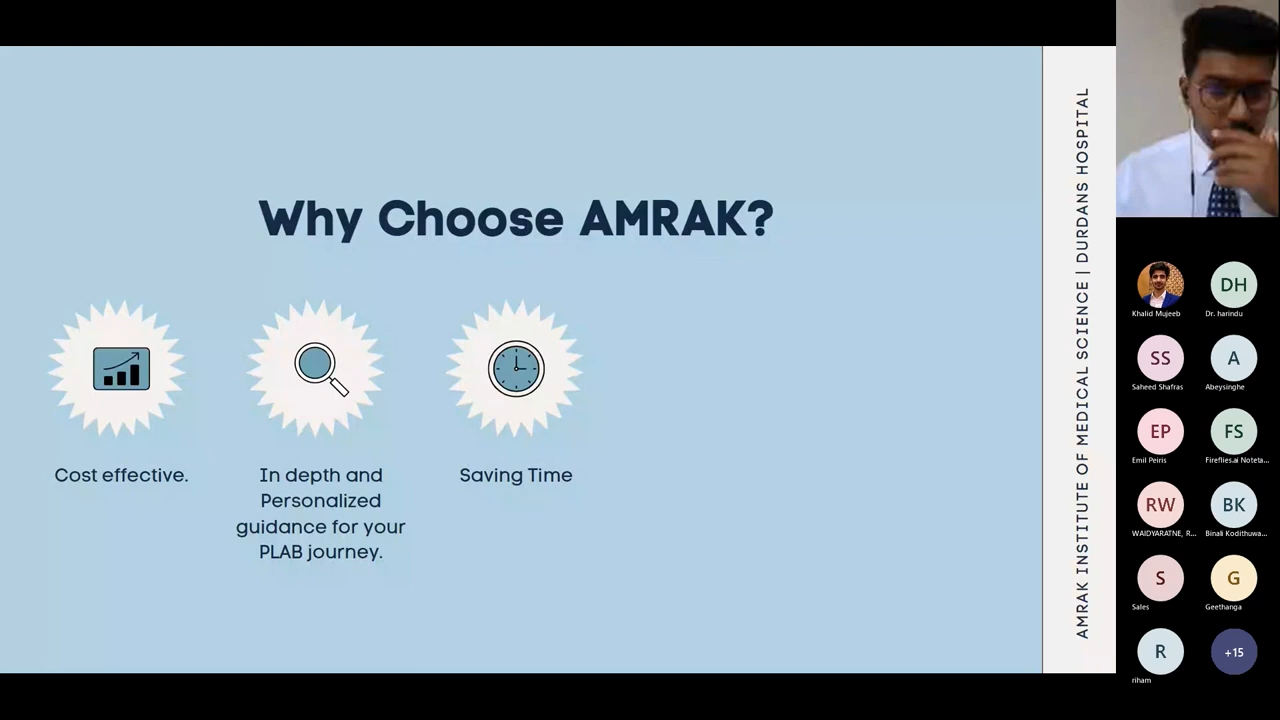 Why Choose AMRAK?
Cost effective.
In depth and
Personalized
guidance for your
PLAB journey.
Saving Time
AMRAK INSTITUTE OF MEDICAL SCIENCE | DURDANS HOSPITAL
Khalid Mujeeb
DH
Dr. harindu
SS
Saheed Shafras
A
Abeysinghe
EP
Emil Peiris
FS
Fireflies.ai Noteta...
RW
WAIDYARATNE, R...
BK
Binali Kodithuwa...
S
Sales
G
Geethanga
R
riham
+15